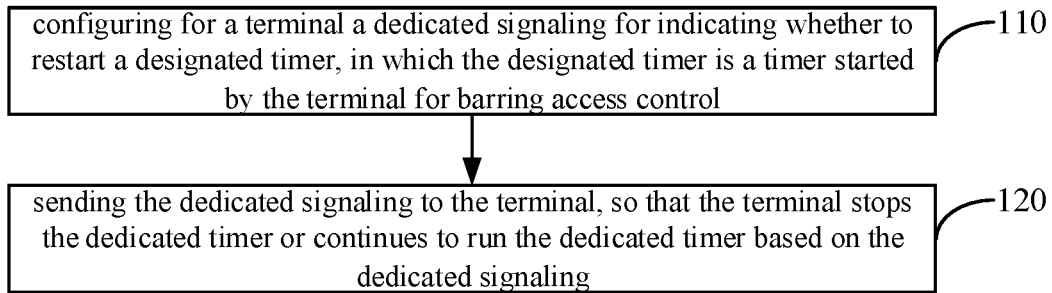 configuring for a terminal a dedicated signaling for indicating whether to
restart a designated timer, in which the designated timer is a timer started
by the terminal for barring access control
110
sending the dedicated signaling to the terminal, so that the terminal stops
the dedicated timer or continues to run the dedicated timer based on the
dedicated signaling
120